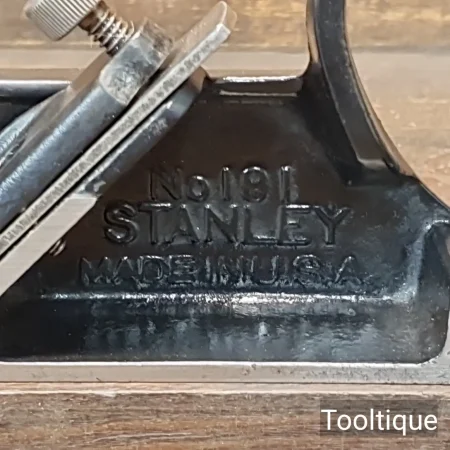 No 191
STANLEY
MADE IN U.S.A.
Tooltique